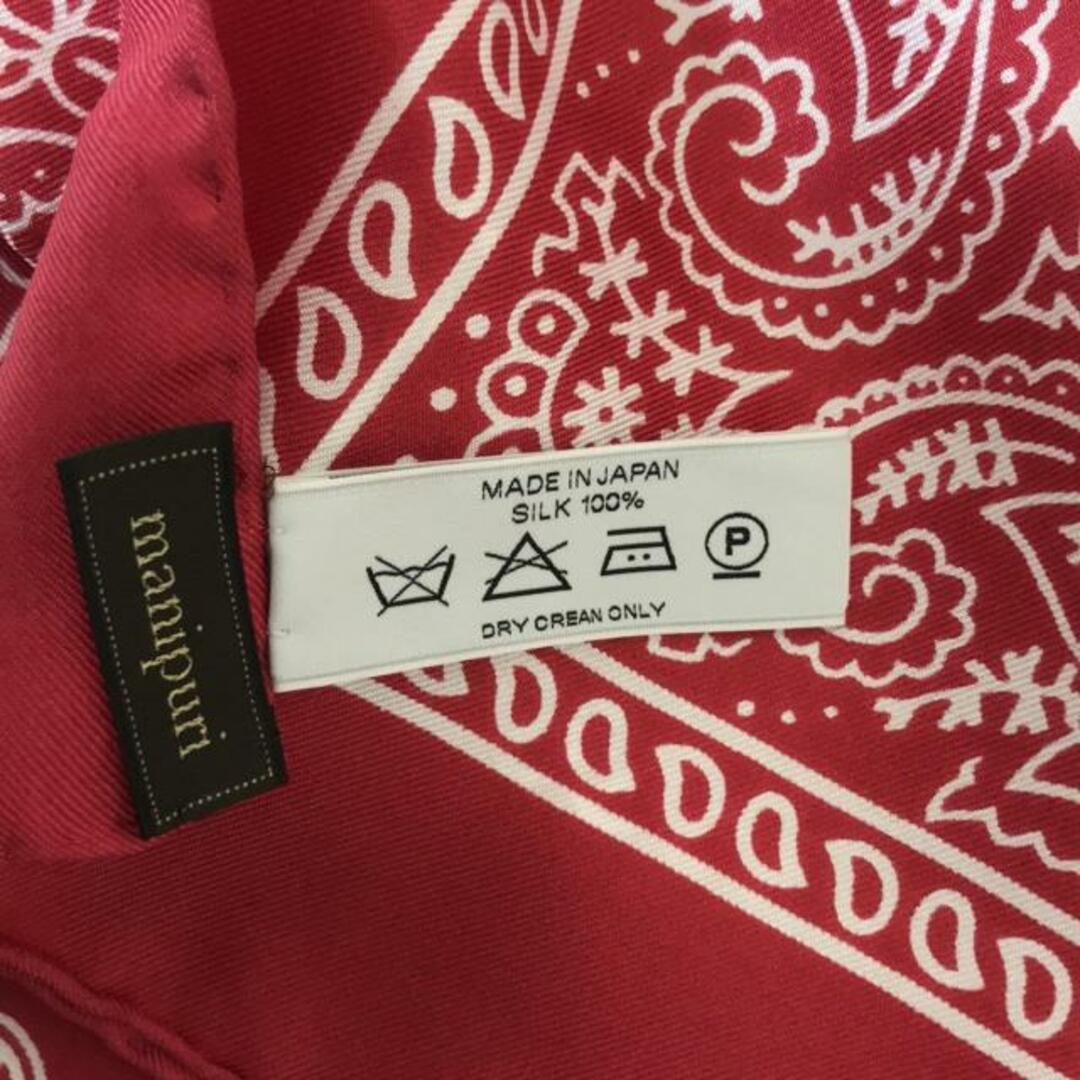 manipuri
MADE IN JAPAN
SILK 100%
P
DRY CREAN ONLY